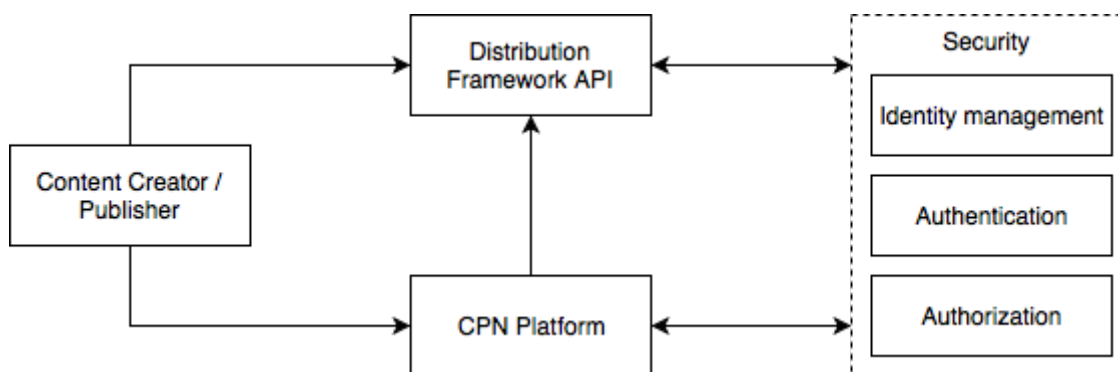 Distribution
Framework API
Security
Identity management
Content Creator /
Publisher
Authentication
CPN Platform
Authorization